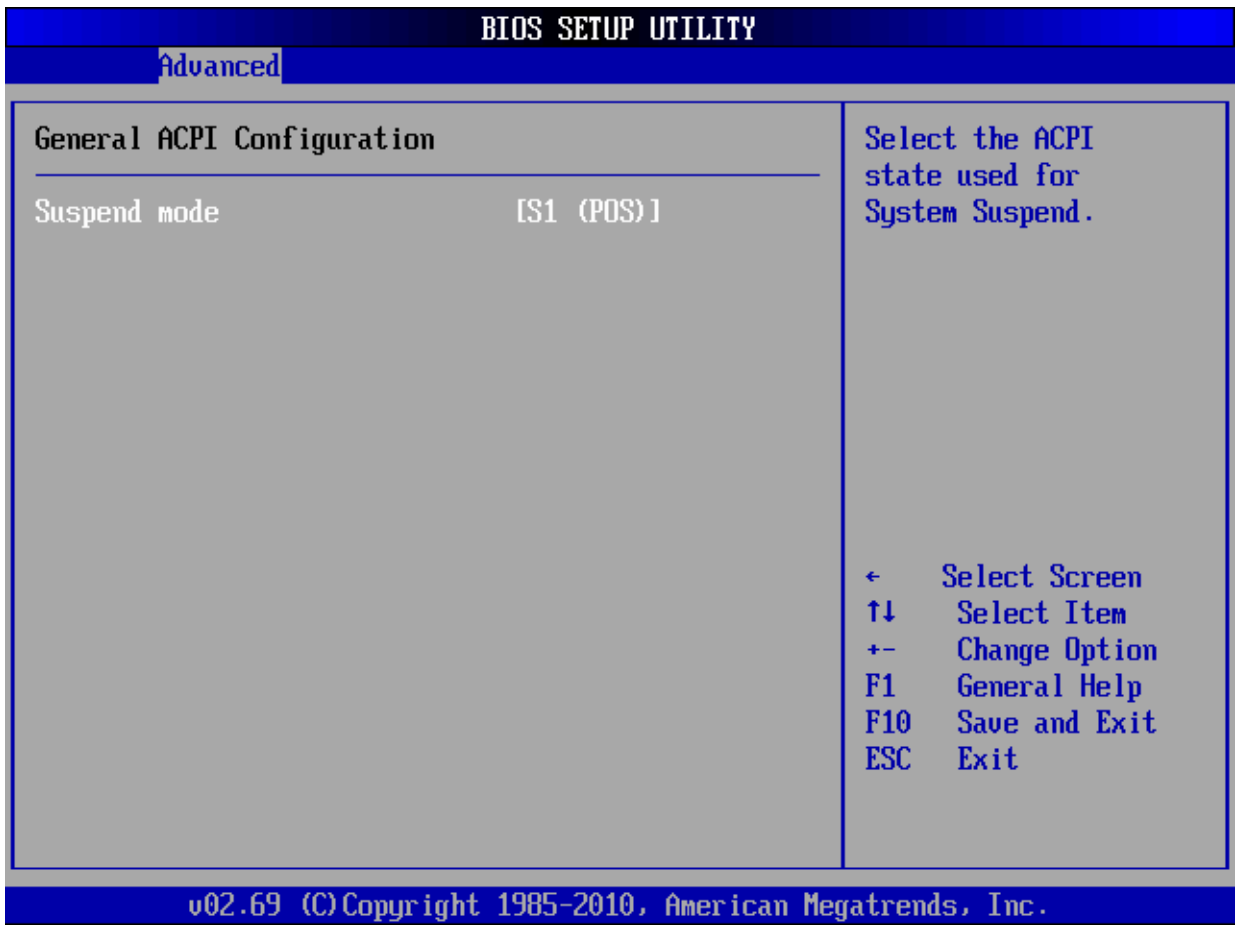 BIOS SETUP UTILITY
Advanced
General ACPI Configuration
Suspend mode [S1 (POS)]
Select the ACPI
state used for
System Suspend.
← Select Screen
↑↓ Select Item
+- Change Option
F1 General Help
F10 Save and Exit
ESC Exit
v02.69 (C)Copyright 1985-2010, American Megatrends, Inc.